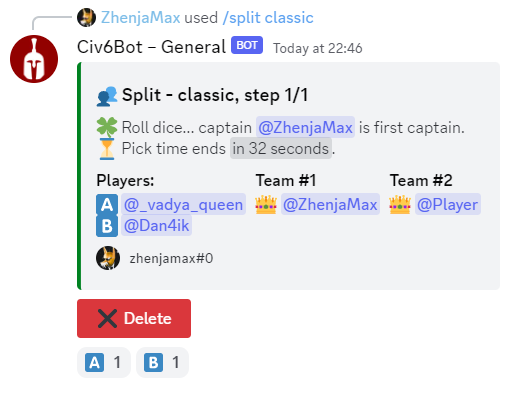 ZhenjaMax used /split classic
Civ6Bot – General BOT Today at 22:46
Split - classic, step 1/1
Roll dice... captain @ZhenjaMax is first captain.
Pick time ends in 32 seconds.
Players: Team #1 Team #2
A @_vadya_queen @ZhenjaMax @Player
B @Dan4ik
zhenjamax#0
Delete
A 1 B 1